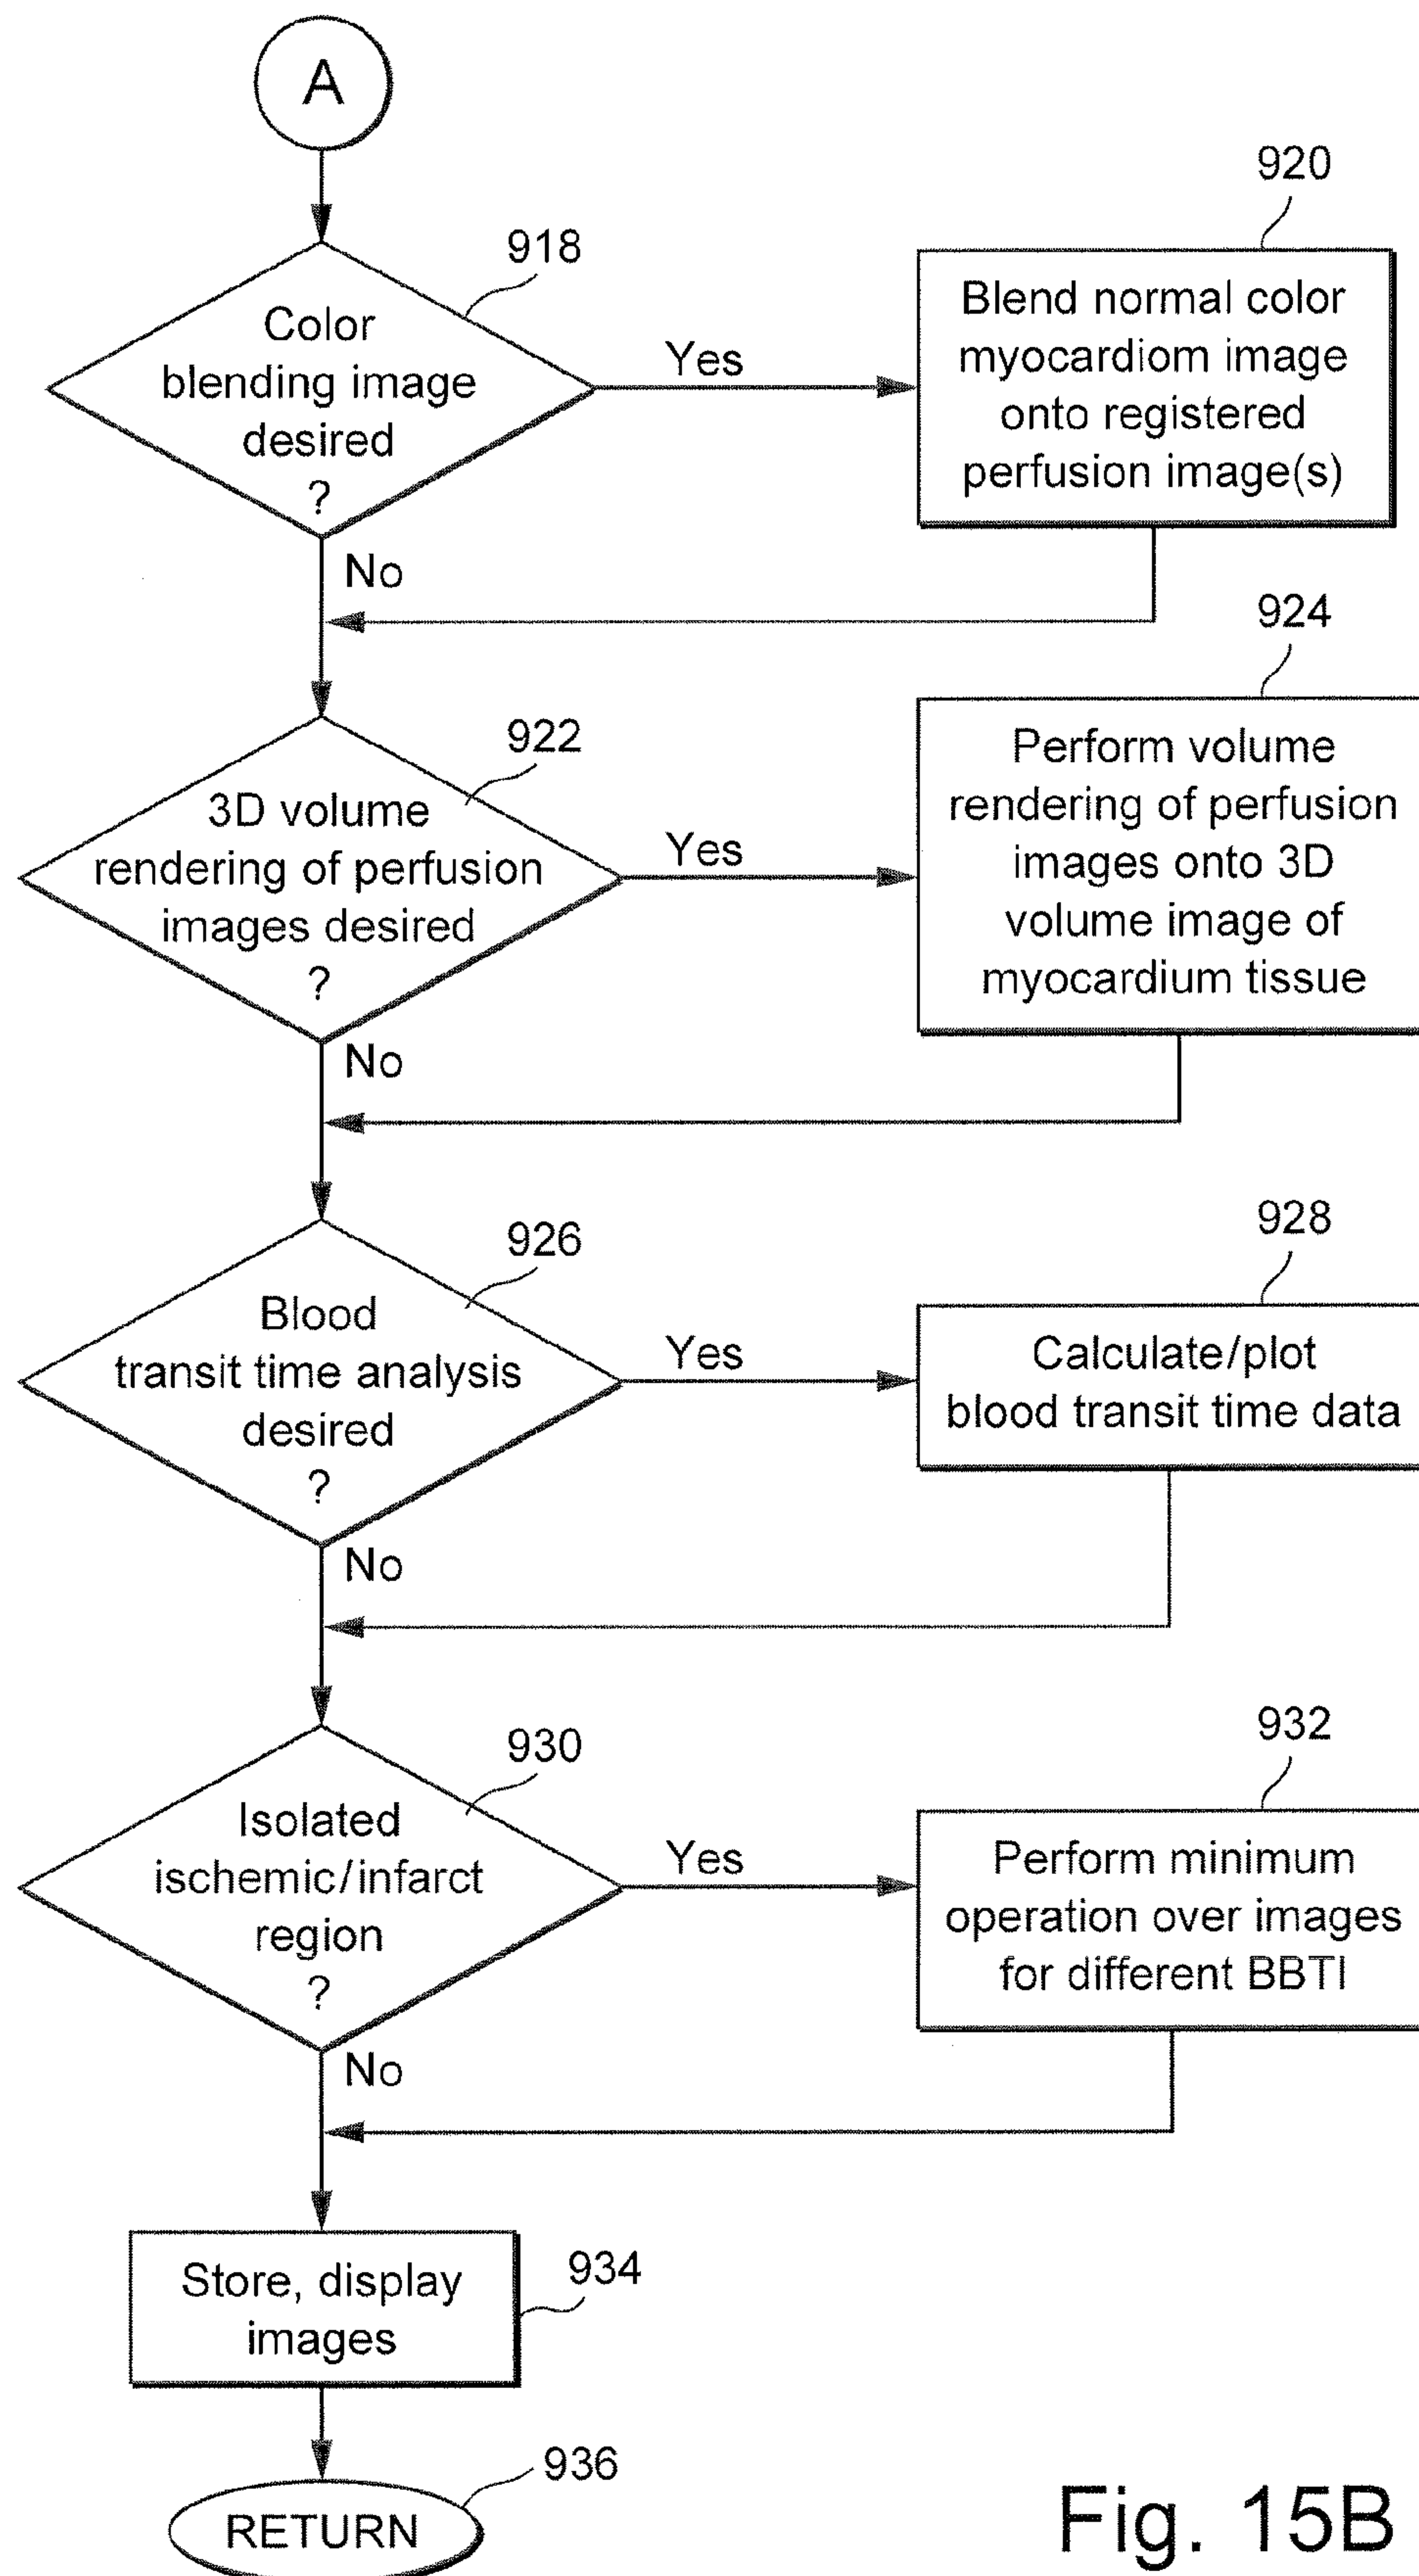 A
918
Color
blending image
desired
?
Yes
920
Blend normal color
myocardiom image
onto registered
perfusion image(s)
No
922
3D volume
rendering of perfusion
images desired
?
Yes
924
Perform volume
rendering of perfusion
images onto 3D
volume image of
myocardium tissue
No
926
Blood
transit time analysis
desired
?
Yes
928
Calculate/plot
blood transit time data
No
930
Isolated
ischemic/infarct
region
?
Yes
932
Perform minimum
operation over images
for different BBTI
No
Store, display
images
934
RETURN
936
Fig. 15B